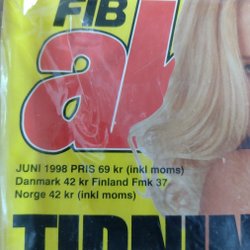 FIB
al
JUNI 1998 PRIS 69 kr (inkl moms)
Danmark 42 kr Finland Fmk 37
Norge 42 kr (inkl moms)